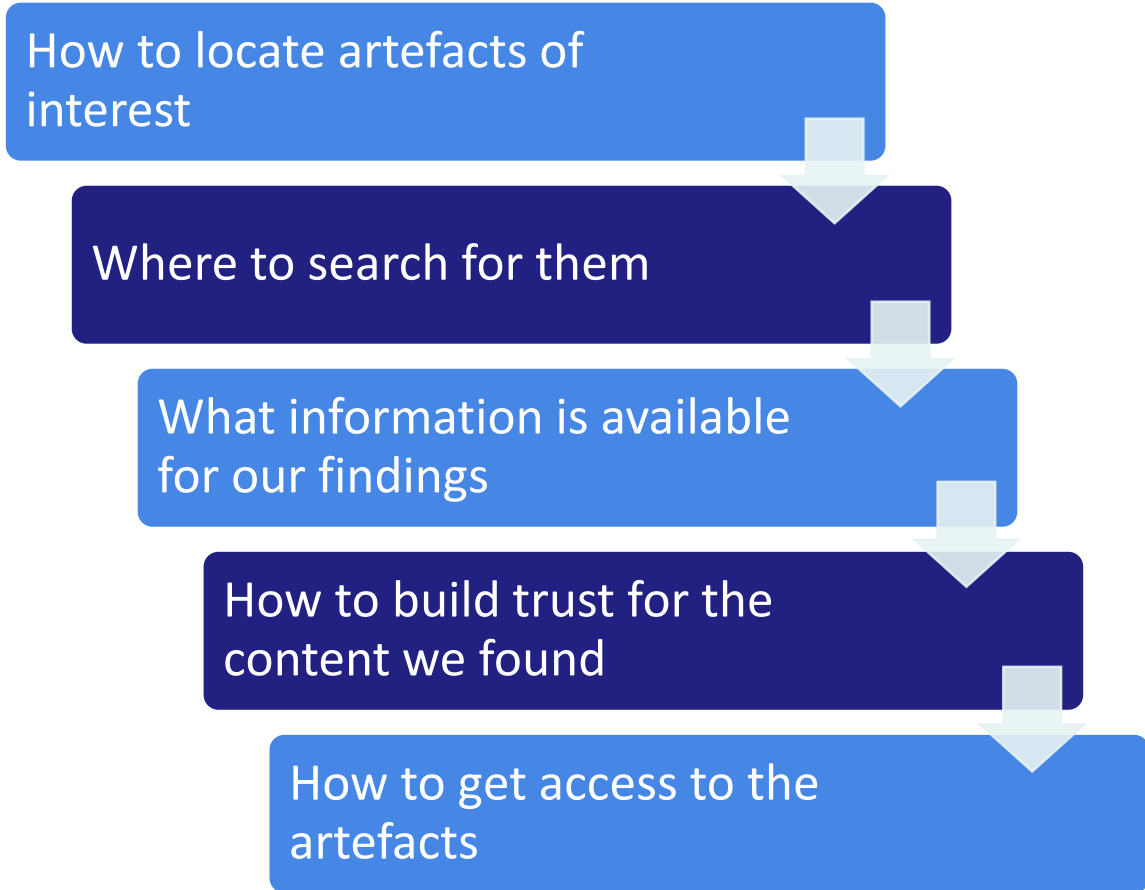 How to locate artefacts of
interest
Where to search for them
What information is available
for our findings
How to build trust for the
content we found
How to get access to the
artefacts